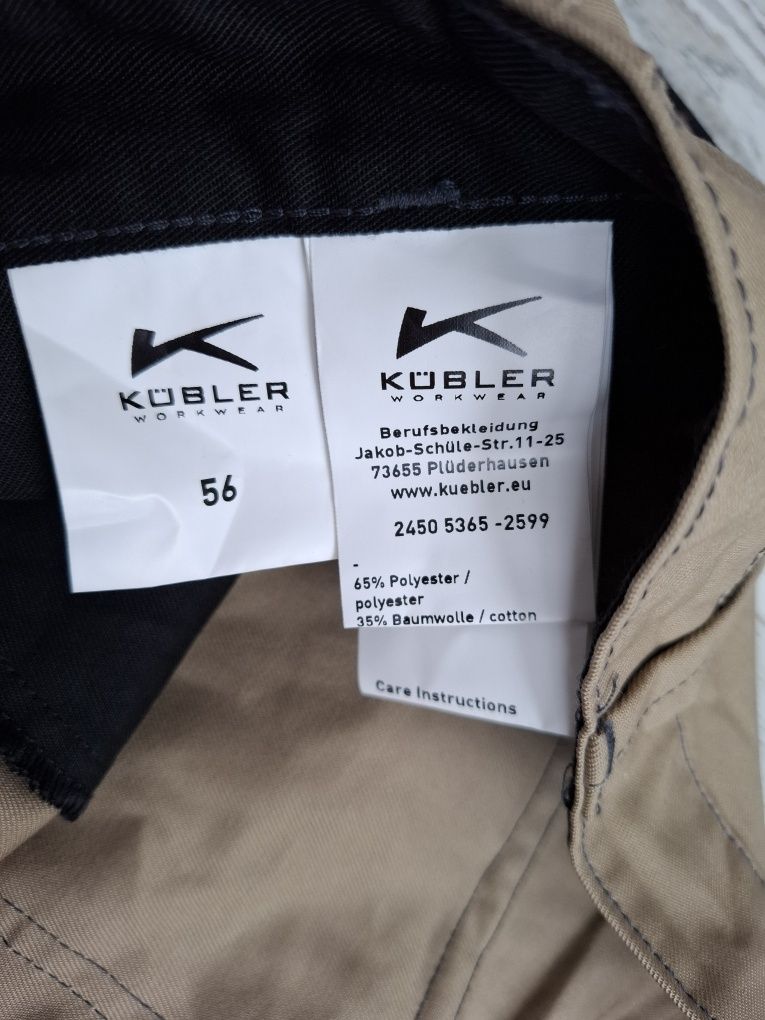 KÜBLER
WORKWEAR
56
KÜBLER
WORKWEAR
Berufsbekleidung
Jakob-Schüle-Str.11-25
73655 Plüderhausen
www.kuebler.eu
2450 5365 -2599
-
65% Polyester /
polyester
35% Baumwolle / cotton
Care Instructions